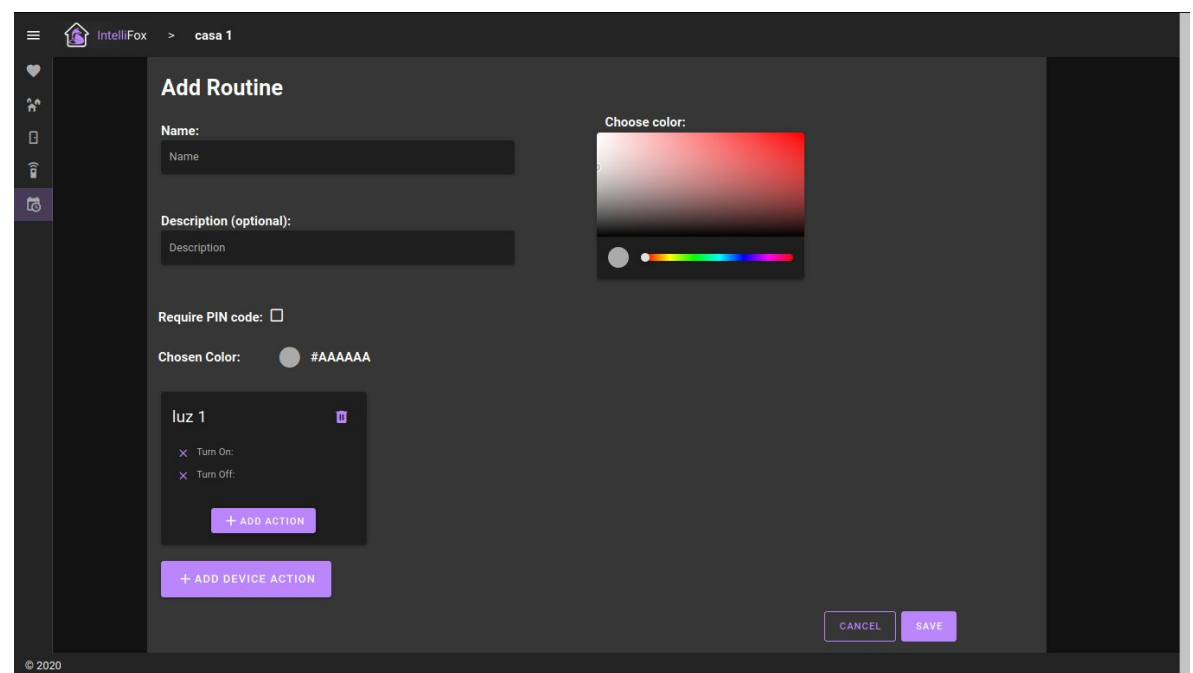 IntelliFox > casa 1
Add Routine
Name:
Name
Description (optional):
Description
Choose color:
Require PIN code:
Chosen Color: #AAAAAA
luz 1
Turn On:
Turn Off:
+ ADD ACTION
+ ADD DEVICE ACTION
CANCEL SAVE
© 2020